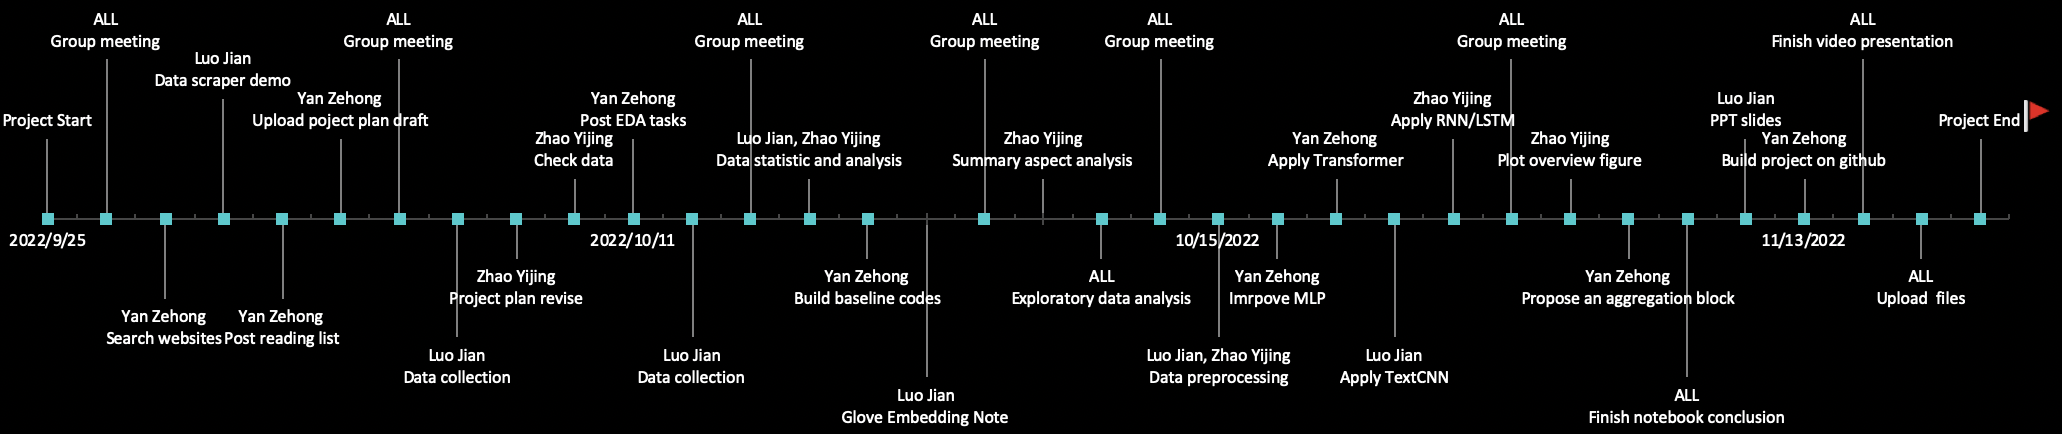 Project Start
2022/9/25
ALL
Group meeting
Yan Zehong
Search websites
Luo Jian
Data scraper demo
Yan Zehong
Post reading list
Yan Zehong
Upload poject plan draft
ALL
Group meeting
Luo Jian
Data collection
Zhao Yijing
Project plan revise
Zhao Yijing
Check data
Yan Zehong
Post EDA tasks
2022/10/11
Luo Jian
Data collection
ALL
Group meeting
Luo Jian, Zhao Yijing
Data statistic and analysis
Yan Zehong
Build baseline codes
Luo Jian
Glove Embedding Note
ALL
Group meeting
Zhao Yijing
Summary aspect analysis
ALL
Exploratory data analysis
ALL
Group meeting
10/15/2022
Luo Jian, Zhao Yijing
Data preprocessing
Yan Zehong
Imrpove MLP
Yan Zehong
Apply Transformer
Luo Jian
Apply TextCNN
Zhao Yijing
Apply RNN/LSTM
ALL
Group meeting
Zhao Yijing
Plot overview figure
Yan Zehong
Propose an aggregation block
ALL
Finish notebook conclusion
Luo Jian
PPT slides
Yan Zehong
Build project on github
11/13/2022
ALL
Finish video presentation
ALL
Upload  files
Project End